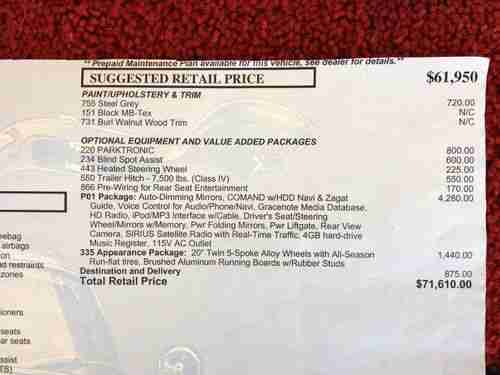 ** Prepaid Maintenance Plan available for this vehicle, see dealer for details.**
SUGGESTED RETAIL PRICE $61,950
PAINT/UPHOLSTERY & TRIM
755 Steel Grey 720.00
151 Black MB-Tex N/C
731 Burl Walnut Wood Trim N/C
OPTIONAL EQUIPMENT AND VALUE ADDED PACKAGES
220 PARKTRONIC 800.00
234 Blind Spot Assist 600.00
443 Heated Steering Wheel 225.00
550 Trailer Hitch - 7,500 lbs. (Class IV) 550.00
866 Pre-Wiring for Rear Seat Entertainment 170.00
P01 Package: Auto-Dimming Mirrors, COMAND w/HDD Navi & Zagat 4,280.00
Guide, Voice Control for Audio/Phone/Navi, Gracenote Media Database,
HD Radio, iPod/MP3 Interface w/Cable, Driver's Seat/Steering
Wheel/Mirrors w/Memory, Pwr Folding Mirrors, Pwr Liftgate, Rear View
Camera, SIRIUS Satellite Radio with Real-Time Traffic, 4GB hard-drive
Music Register, 115V AC Outlet
335 Appearance Package: 20" Twin 5-Spoke Alloy Wheels with All-Season 1,440.00
Run-flat tires, Brushed Aluminum Running Boards w/Rubber Studs
Destination and Delivery 875.00
Total Retail Price $71,610.00
airbags
restraints
zones
seats
ar seats
ssist
TS)